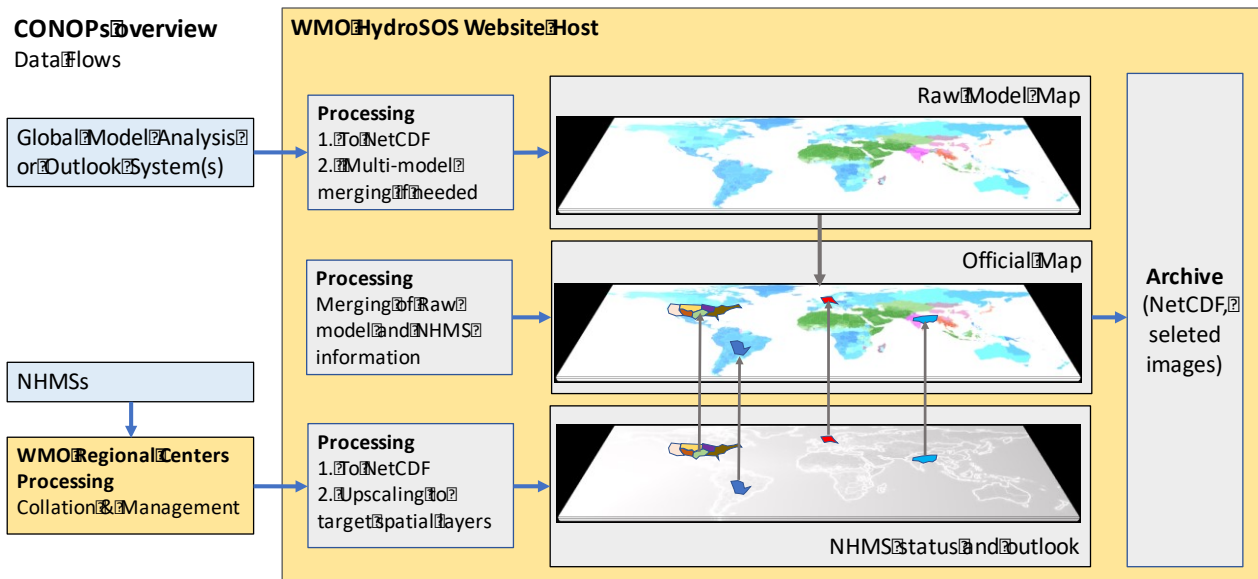 CONOPs overview
Data Flows
WMO HydroSOS Website Host
Global Model Analysis
or Outlook System(s)
Processing
1. To NetCDF
2. Multi-model
merging if needed
Raw Model Map
Processing
Merging of Raw
model and NHMS
information
Official Map
Archive
(NetCDF,
seleted
images)
NHMSs
WMO Regional Centers
Processing
Collation & Management
Processing
1. To NetCDF
2. Upscaling to
target spatial layers
NHMS status and outlook